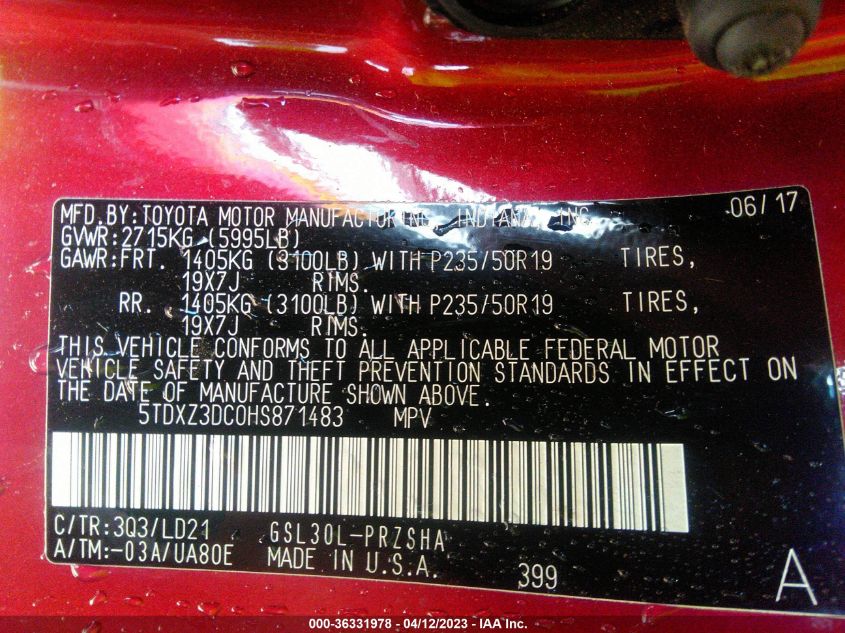 MFD.BY:TOYOTA MOTOR MANUFACTURING, INDIANA, INC. 06/17
GVWR:2715KG (5995LB)
GAWR:FRT. 1405KG (3100LB) WITH P235/50R19 TIRES,
19X7J RIMS.
RR. 1405KG (3100LB) WITH P235/50R19 TIRES,
19X7J RIMS.
THIS VEHICLE CONFORMS TO ALL APPLICABLE FEDERAL MOTOR
VEHICLE SAFETY AND THEFT PREVENTION STANDARDS IN EFFECT ON
THE DATE OF MANUFACTURE SHOWN ABOVE.
5TDXZ3DC0HS871483 MPV
C/TR:3Q3/LD21 GSL30L-PRZSHA
A/TM:-03A/UA80E MADE IN U.S.A. 399 A
000-36331978 - 04/12/2023 - IAA Inc.